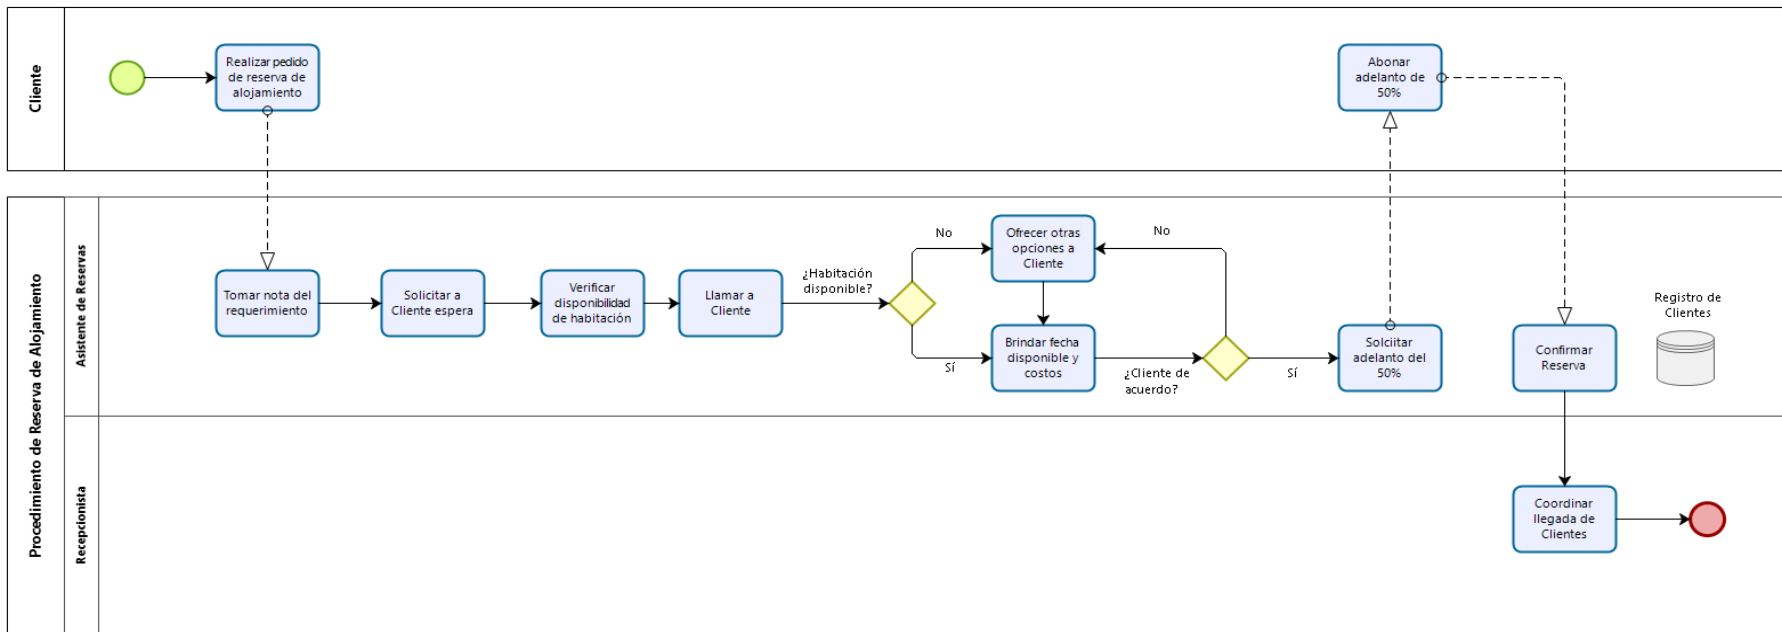 Cliente
Realizar pedido
de reserva de
alojamiento
Abonar
adelanto de
50%
Procedimiento de Reserva de Alojamiento
Asistente de Reservas
Tomar nota del
requerimiento
Solicitar a
Cliente espera
Verificar
disponibilidad
de habitación
Llamar a
Cliente
¿Habitación
disponible?
No
Sí
Ofrecer otras
opciones a
Cliente
Brindar fecha
disponible y
costos
¿Cliente de
acuerdo?
No
Sí
Solciitar
adelanto del
50%
Confirmar
Reserva
Registro de
Clientes
Recepcionista
Coordinar
llegada de
Clientes